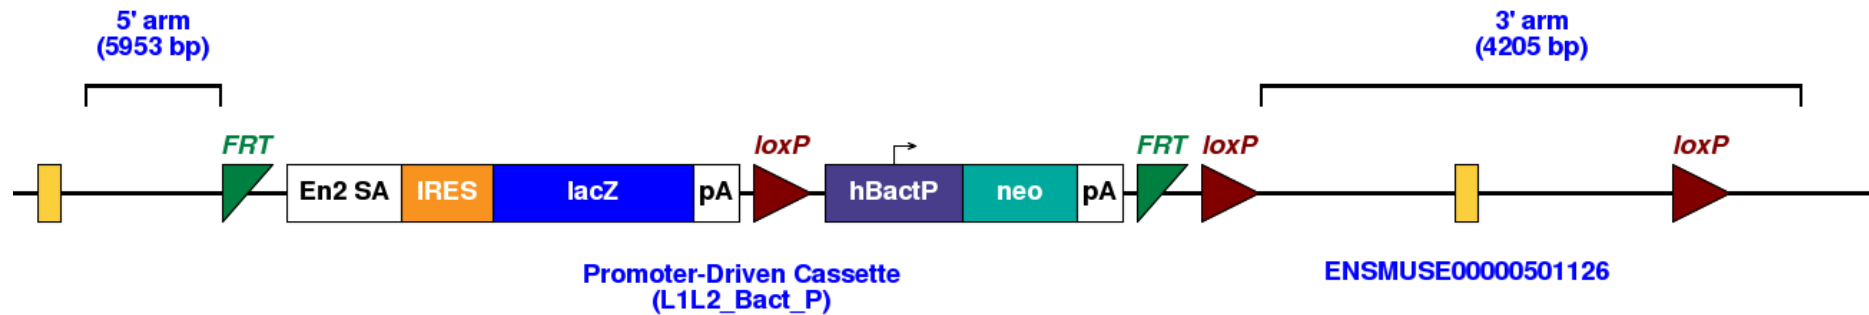 5' arm
(5953 bp)
3' arm
(4205 bp)
FRT
loxP
FRT
loxP
loxP
En2 SA
IRES
lacZ
pA
hBactP
neo
pA
Promoter-Driven Cassette
(L1L2_Bact_P)
ENSMUSE00000501126